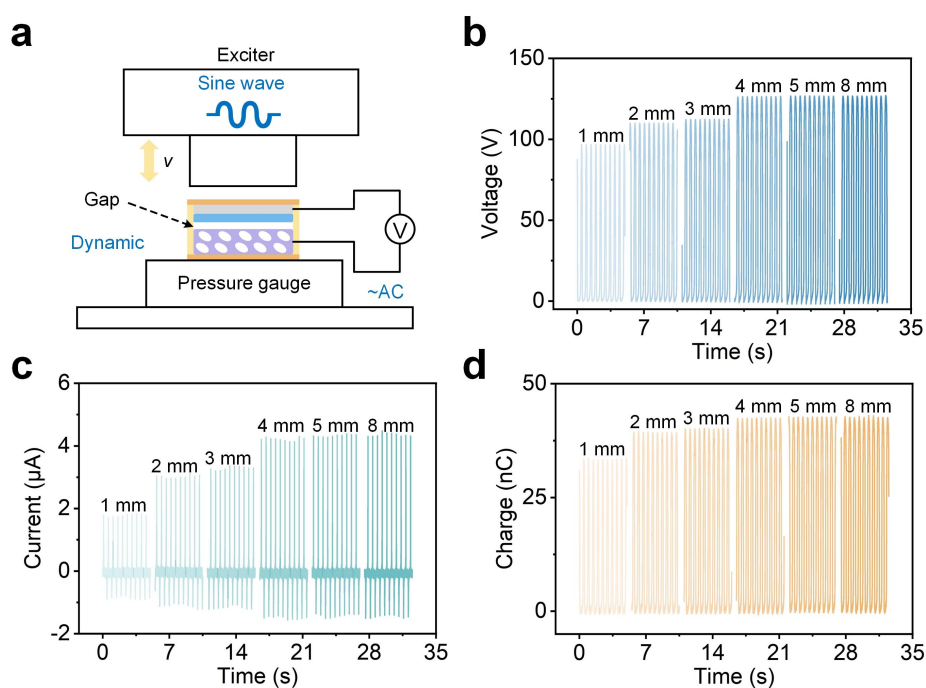 a
Exciter
Sine wave
v
Gap
Dynamic
V
Pressure gauge
~AC
b
150
100
50
0
Voltage (V)
1 mm
2 mm
3 mm
4 mm
5 mm
8 mm
0
7
14
21
28
35
Time (s)
c
6
4
2
0
-2
Current (μA)
1 mm
2 mm
3 mm
4 mm
5 mm
8 mm
0
7
14
21
28
35
Time (s)
d
50
25
0
Charge (nC)
1 mm
2 mm
3 mm
4 mm
5 mm
8 mm
0
7
14
21
28
35
Time (s)